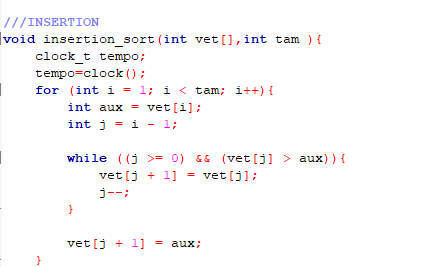 ///INSERTION
void insertion_sort(int vet[],int tam ){
clock_t tempo;
tempo=clock();
for (int i = 1; i < tam; i++){
int aux = vet[i];
int j = i - 1;
while ((j >= 0) && (vet[j] > aux)){
vet[j + 1] = vet[j];
j--;
}
vet[j + 1] = aux;
}